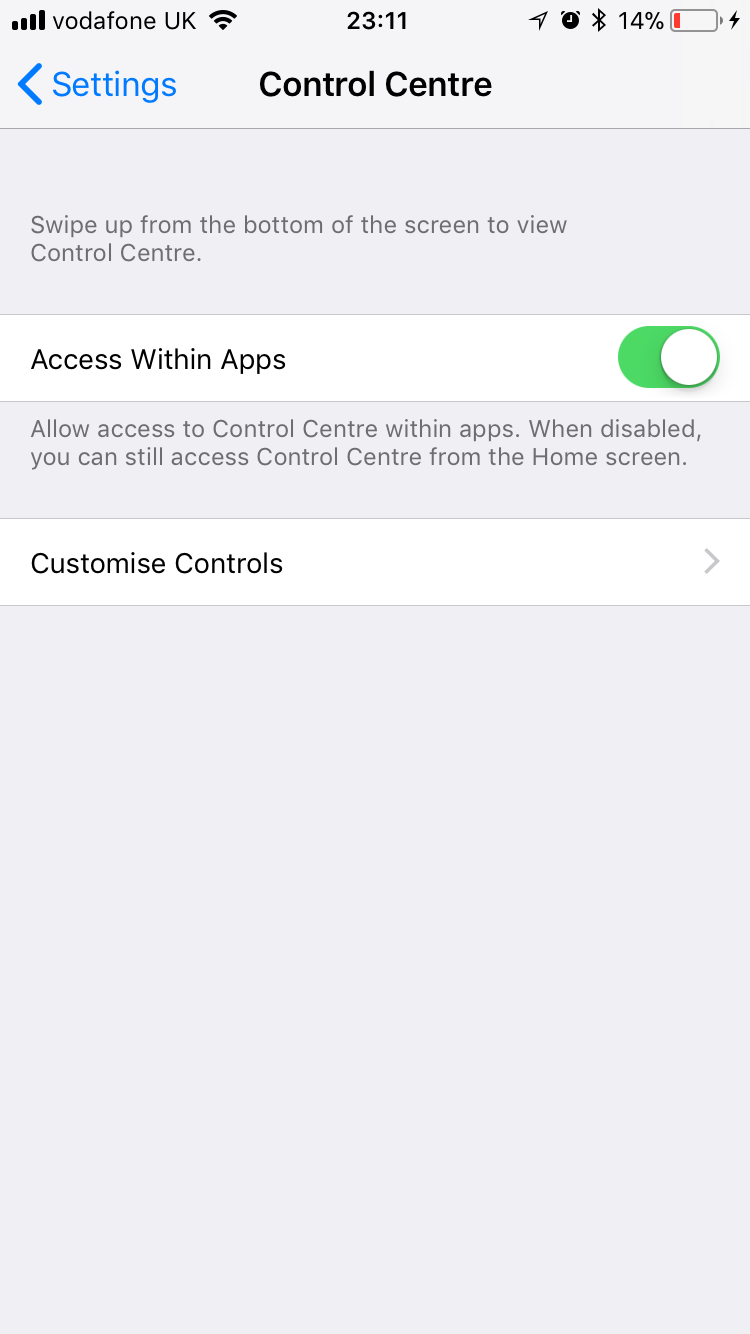 vodafone UK 23:11 14%
Settings Control Centre
Swipe up from the bottom of the screen to view
Control Centre.
Access Within Apps
Allow access to Control Centre within apps. When disabled,
you can still access Control Centre from the Home screen.
Customise Controls